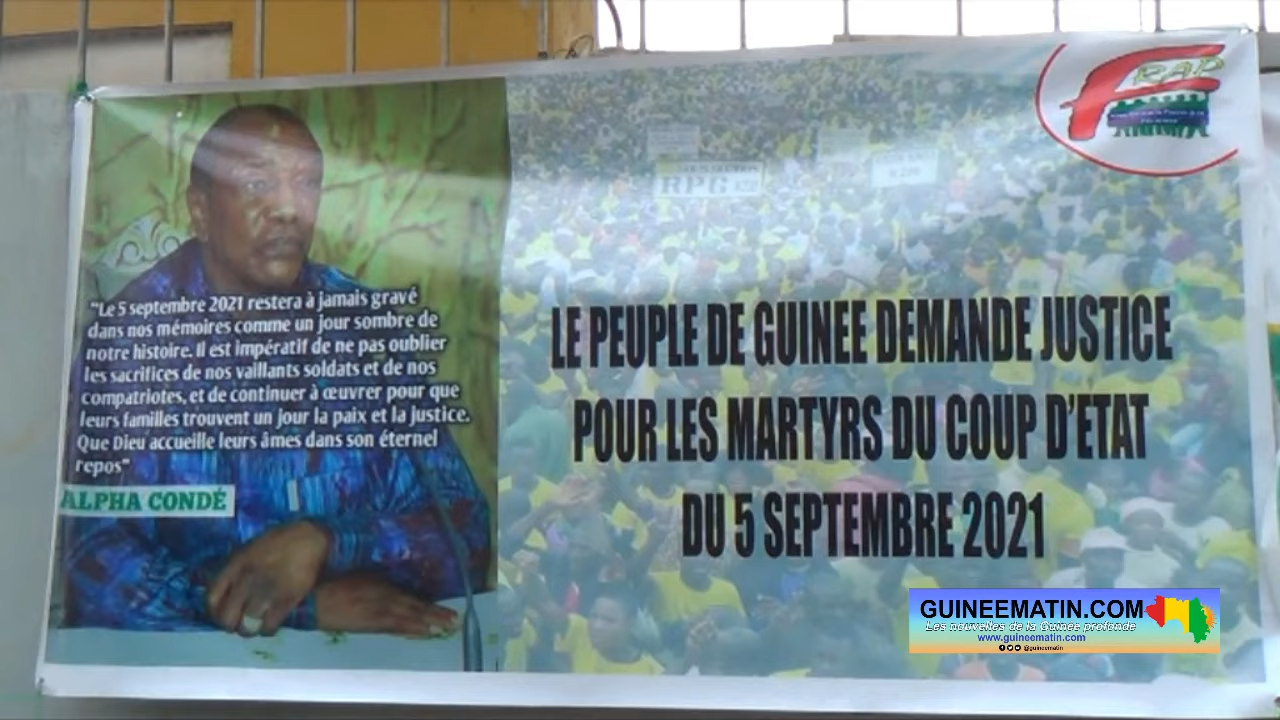 "Le 5 septembre 2021 restera à jamais gravé
dans nos mémoires comme un jour sombre de
notre histoire. Il est impératif de ne pas oublier
les sacrifices de nos vaillants soldats et de nos
compatriotes, et de continuer à œuvrer pour que
leurs familles trouvent un jour la paix et la justice.
Que Dieu accueille leurs âmes dans son éternel
repos"
ALPHA CONDÉ
FRAD
RPG
LE PEUPLE DE GUINEE DEMANDE JUSTICE
POUR LES MARTYRS DU COUP D'ETAT
DU 5 SEPTEMBRE 2021
GUINEEMATIN.COM
Les nouvelles de la Guinée profonde
www.guineematin.com
@guineematin